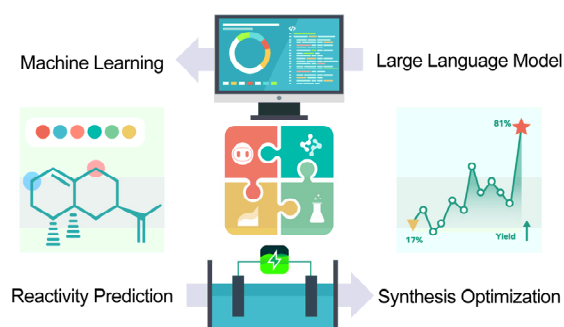 Machine Learning
Large Language Model
</>
81%
17%
Yield
Reactivity Prediction
Synthesis Optimization